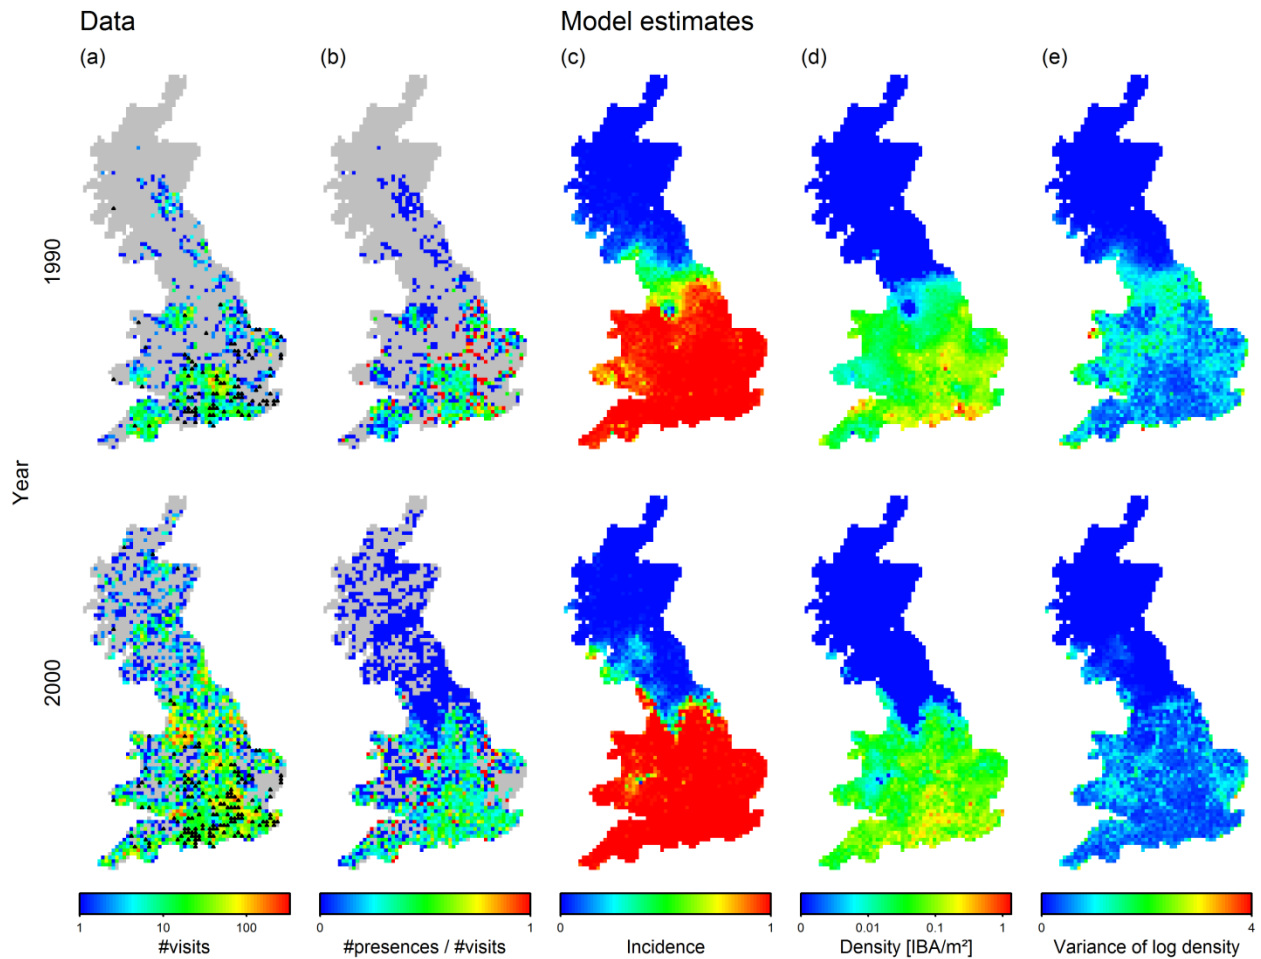 Data
Model estimates
(a)
(b)
(c)
(d)
(e)
1990
Year
2000
1
10
100
0
1
0
1
0
0.01
0.1
1
0
4
#visits
#presences / #visits
Incidence
Density [IBA/m²]
Variance of log density